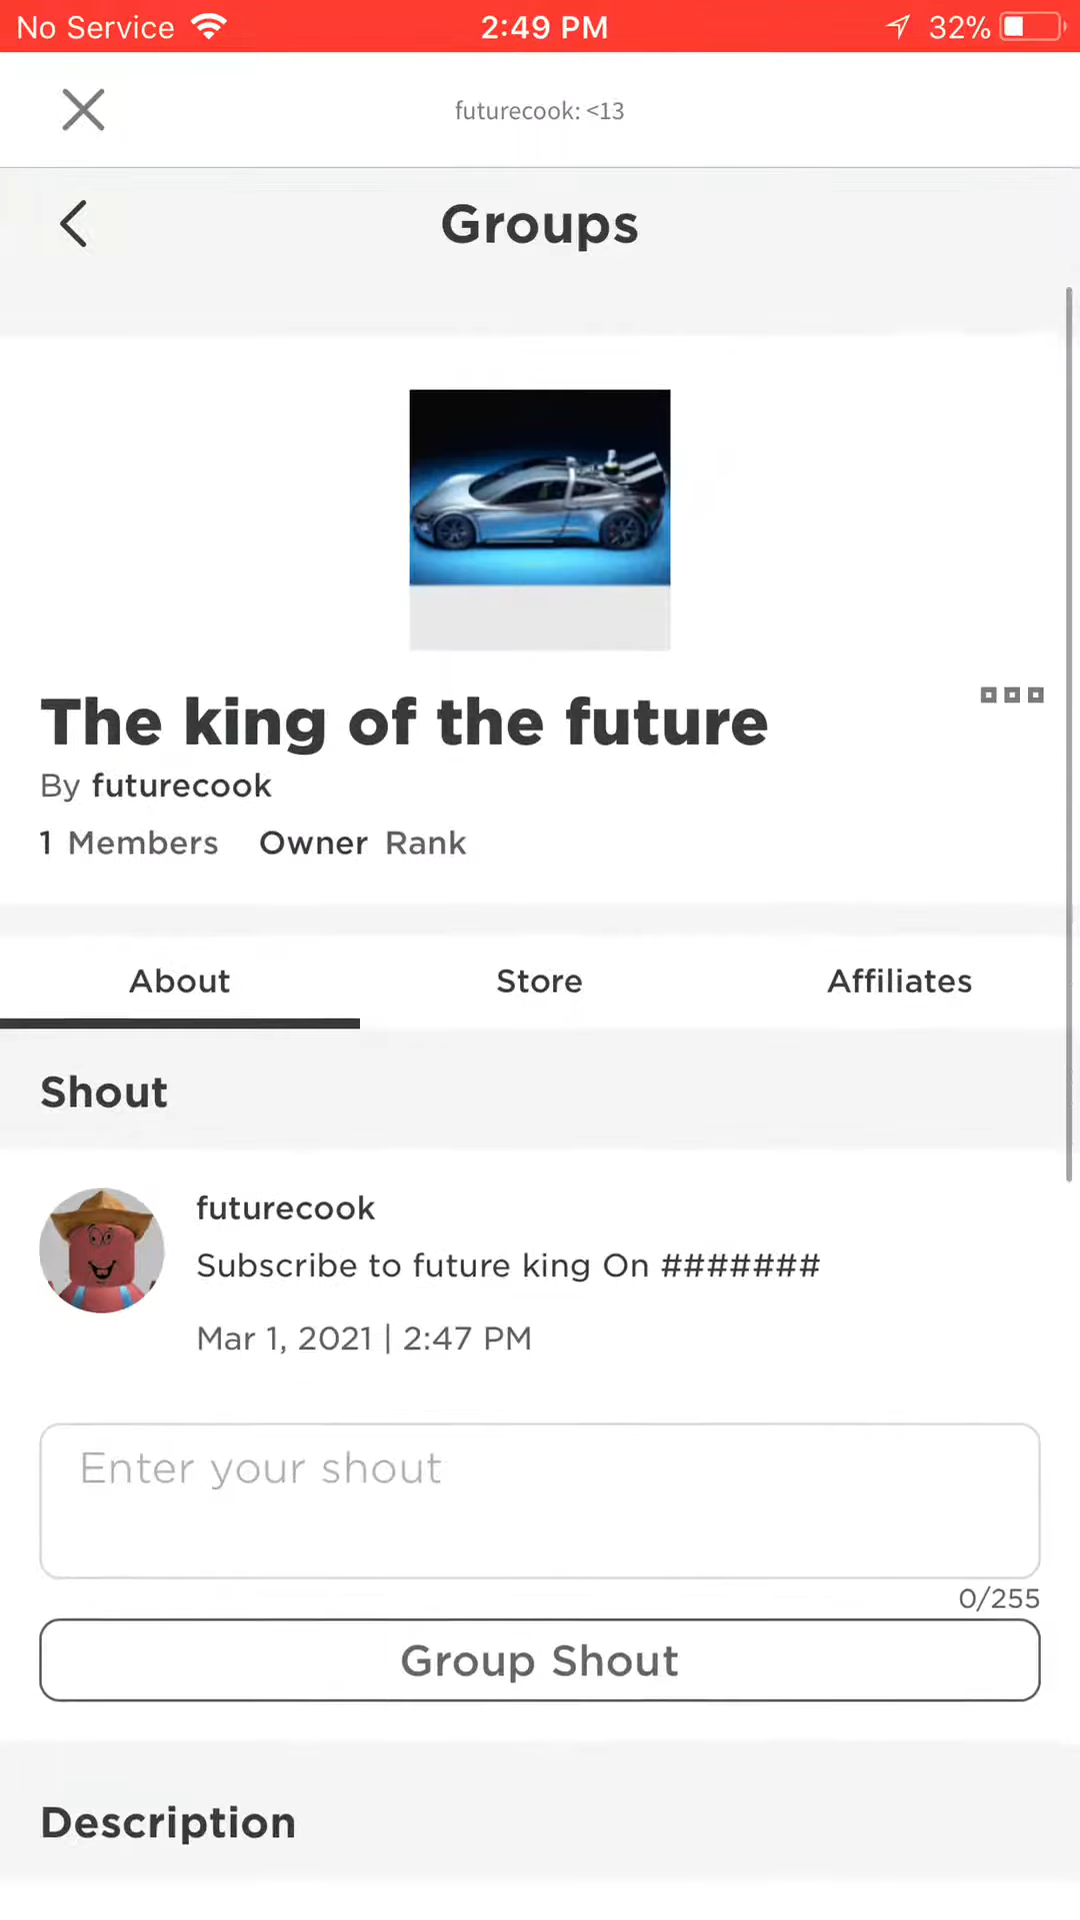 No Service 2:49 PM 32%
futurecook: <13
Groups
The king of the future
By futurecook
1 Members Owner Rank
About Store Affiliates
Shout
futurecook
Subscribe to future king On #######
Mar 1, 2021 | 2:47 PM
Enter your shout
0/255
Group Shout
Description